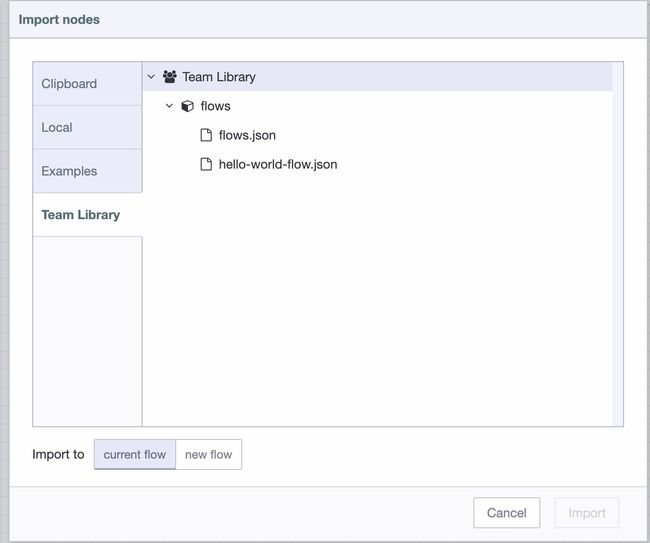 Import nodes
Clipboard
Local
Examples
Team Library
Team Library
flows
flows.json
hello-world-flow.json
Import to current flow new flow
Cancel Import